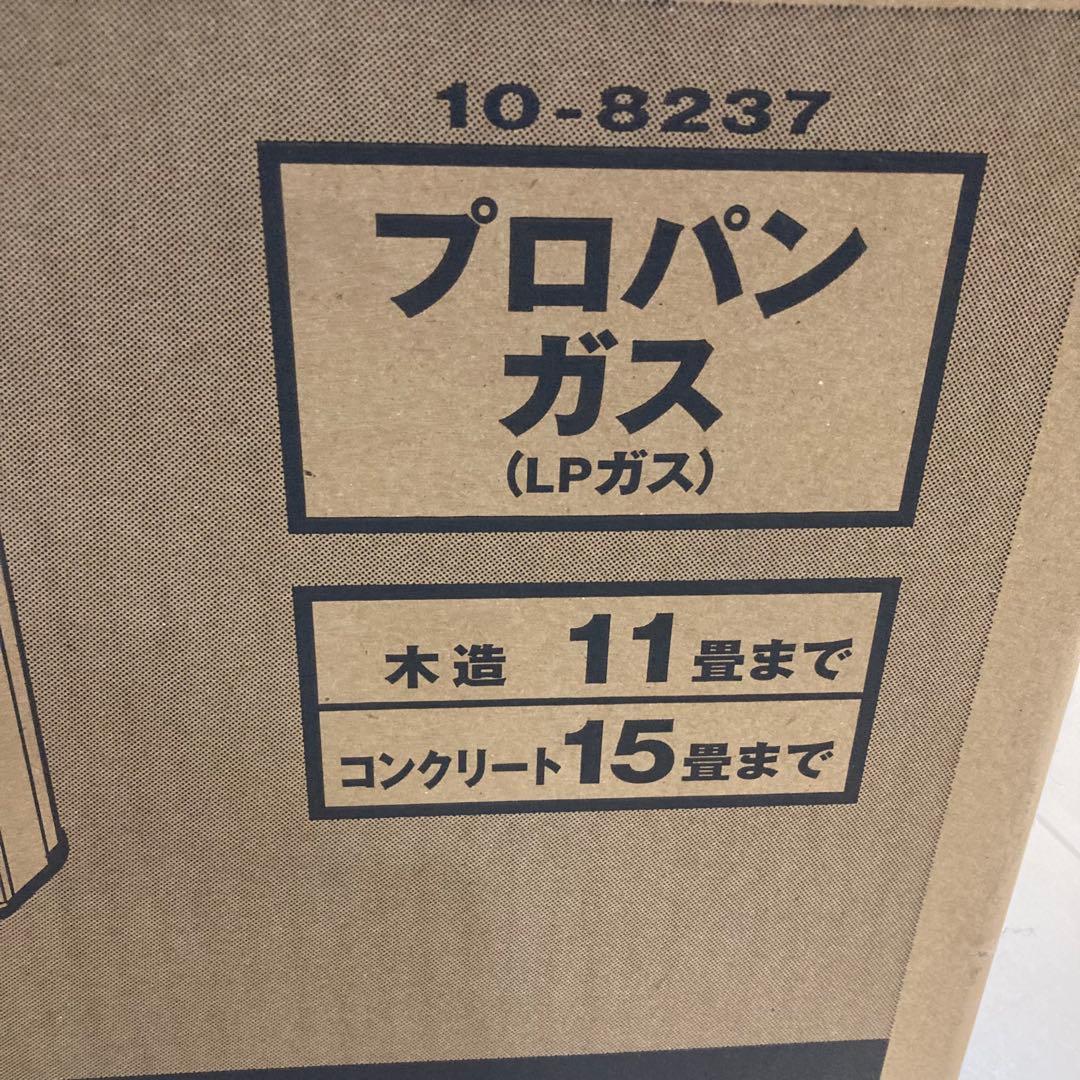 10-8237
プロパン
ガス
(LPガス)
木造 11畳まで
コンクリート15畳まで